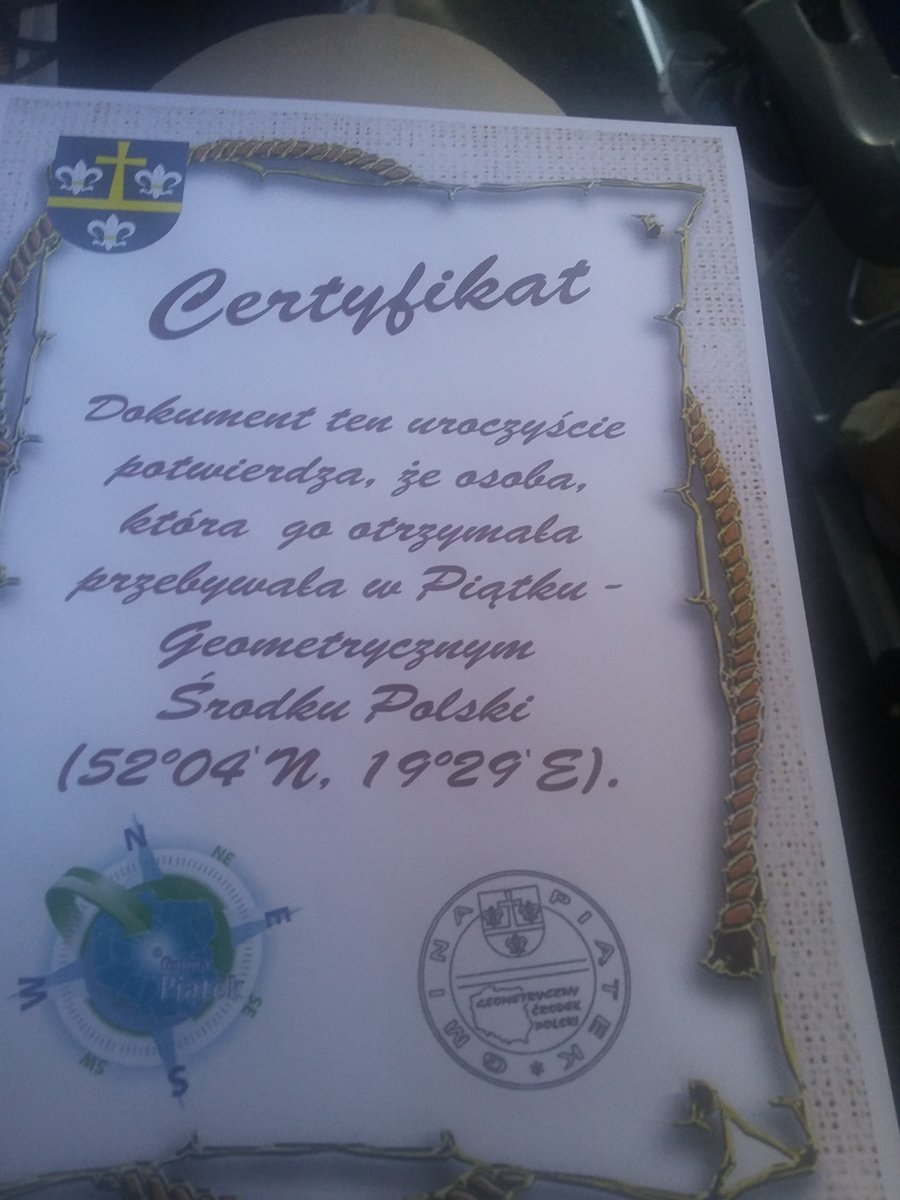 Certyfikat
Dokument ten uroczyście
potwierdza, że osoba,
która go otrzymała
przebywała w Piątku -
Geometrycznym
Środku Polski
(52°04'N, 19°29'E).
N
NE
E
SE
S
SW
W
Gmina
Piątek
GMINA PIĄTEK *
GEOMETRYCZNY
ŚRODEK
POLSKI